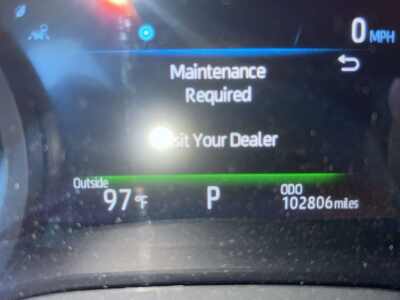 0 MPH
Maintenance
Required
Your Dealer
Outside
97 °F
P
ODO
102806 miles